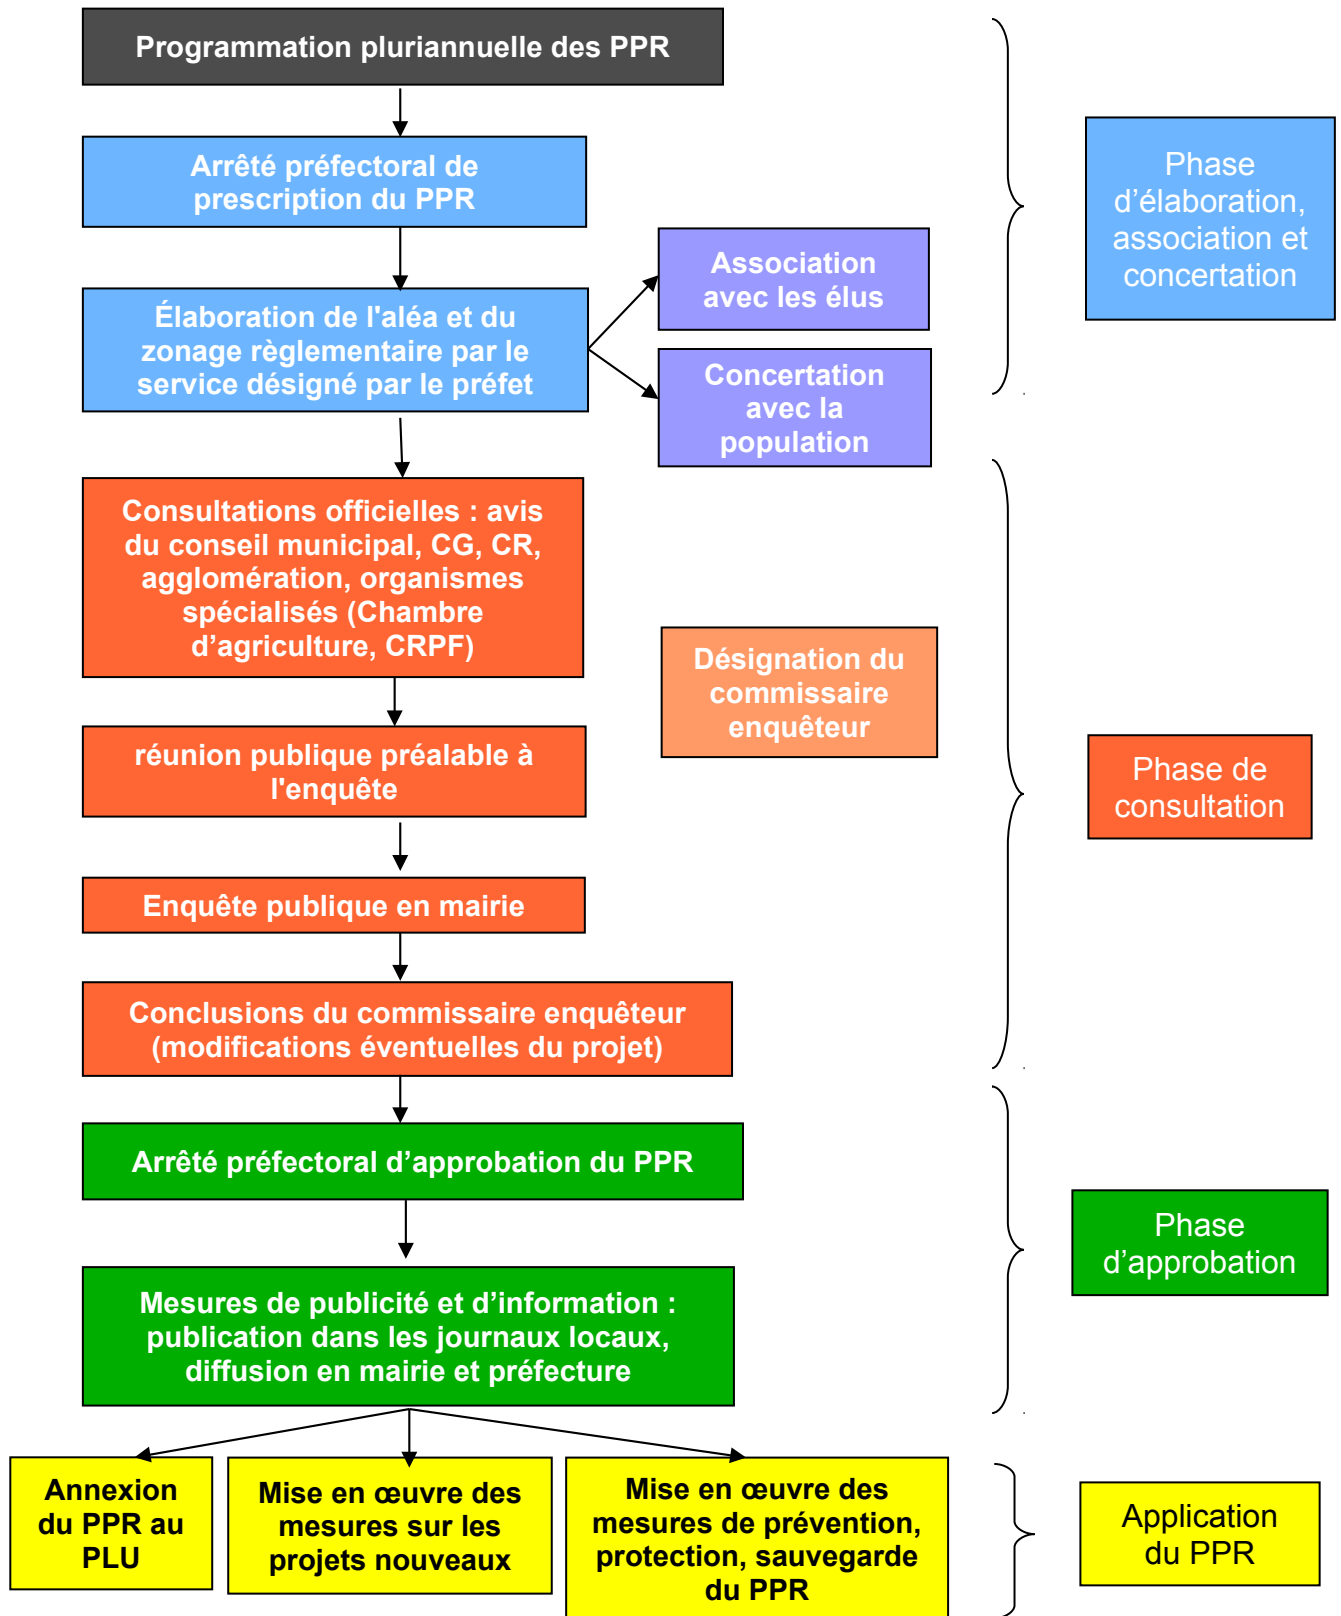 Programmation pluriannuelle des PPR
Arrêté préfectoral de
prescription du PPR
Élaboration de l'aléa et du
zonage règlementaire par le
service désigné par le préfet
Association
avec les élus
Concertation
avec la
population
Phase
d’élaboration,
association et
concertation
Consultations officielles : avis
du conseil municipal, CG, CR,
agglomération, organismes
spécialisés (Chambre
d’agriculture, CRPF)
Désignation du
commissaire
enquêteur
réunion publique préalable à
l'enquête
Enquête publique en mairie
Conclusions du commissaire enquêteur
(modifications éventuelles du projet)
Phase de
consultation
Arrêté préfectoral d’approbation du PPR
Mesures de publicité et d’information :
publication dans les journaux locaux,
diffusion en mairie et préfecture
Phase
d’approbation
Annexion
du PPR au
PLU
Mise en œuvre des
mesures sur les
projets nouveaux
Mise en œuvre des
mesures de prévention,
protection, sauvegarde
du PPR
Application
du PPR